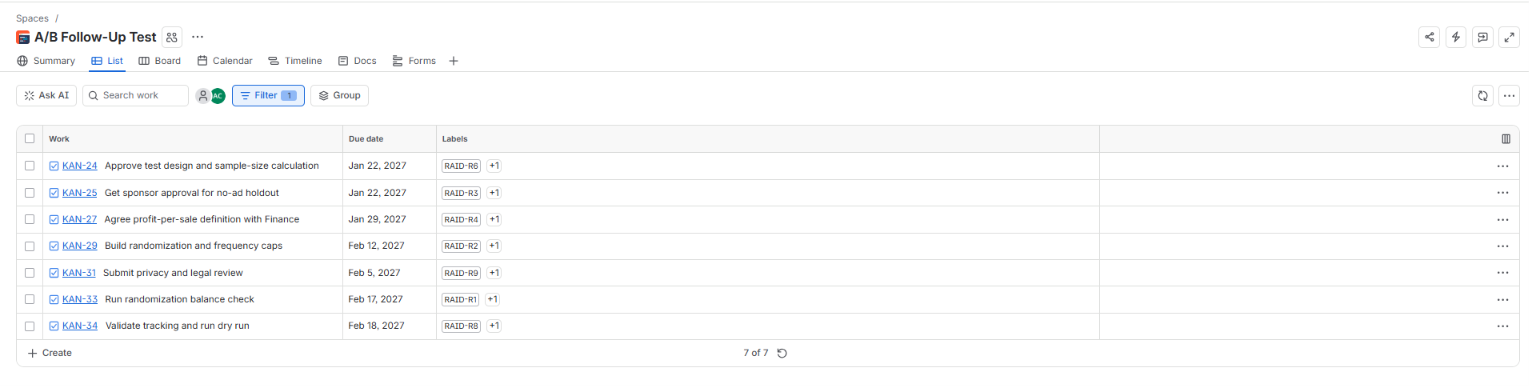 Spaces /
A/B Follow-Up Test
Summary List Board Calendar Timeline Docs Forms
Ask AI Search work AC Filter 1 Group
Work Due date Labels
KAN-24 Approve test design and sample-size calculation Jan 22, 2027 RAID-R6 +1
KAN-25 Get sponsor approval for no-ad holdout Jan 22, 2027 RAID-R3 +1
KAN-27 Agree profit-per-sale definition with Finance Jan 29, 2027 RAID-R4 +1
KAN-29 Build randomization and frequency caps Feb 12, 2027 RAID-R2 +1
KAN-31 Submit privacy and legal review Feb 5, 2027 RAID-R9 +1
KAN-33 Run randomization balance check Feb 17, 2027 RAID-R1 +1
KAN-34 Validate tracking and run dry run Feb 18, 2027 RAID-R8 +1
+ Create 7 of 7